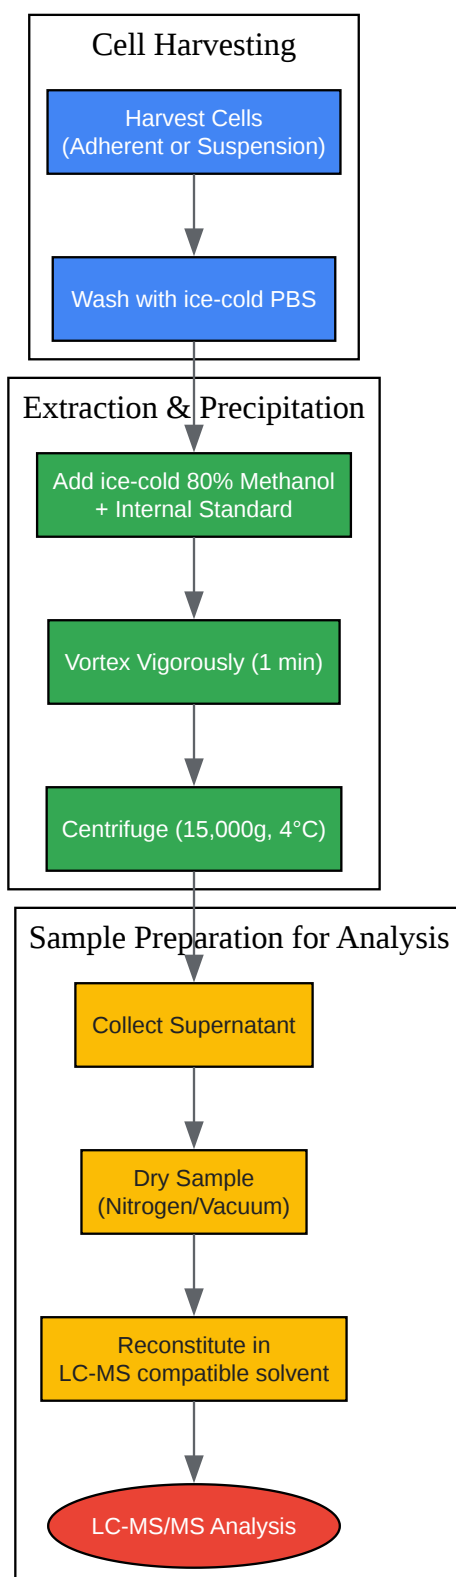 Cell Harvesting
Harvest Cells
(Adherent or Suspension)
Wash with ice-cold PBS
Extraction & Precipitation
Add ice-cold 80% Methanol
+ Internal Standard
Vortex Vigorously (1 min)
Centrifuge (15,000g, 4°C)
Sample Preparation for Analysis
Collect Supernatant
Dry Sample
(Nitrogen/Vacuum)
Reconstitute in
LC-MS compatible solvent
LC-MS/MS Analysis